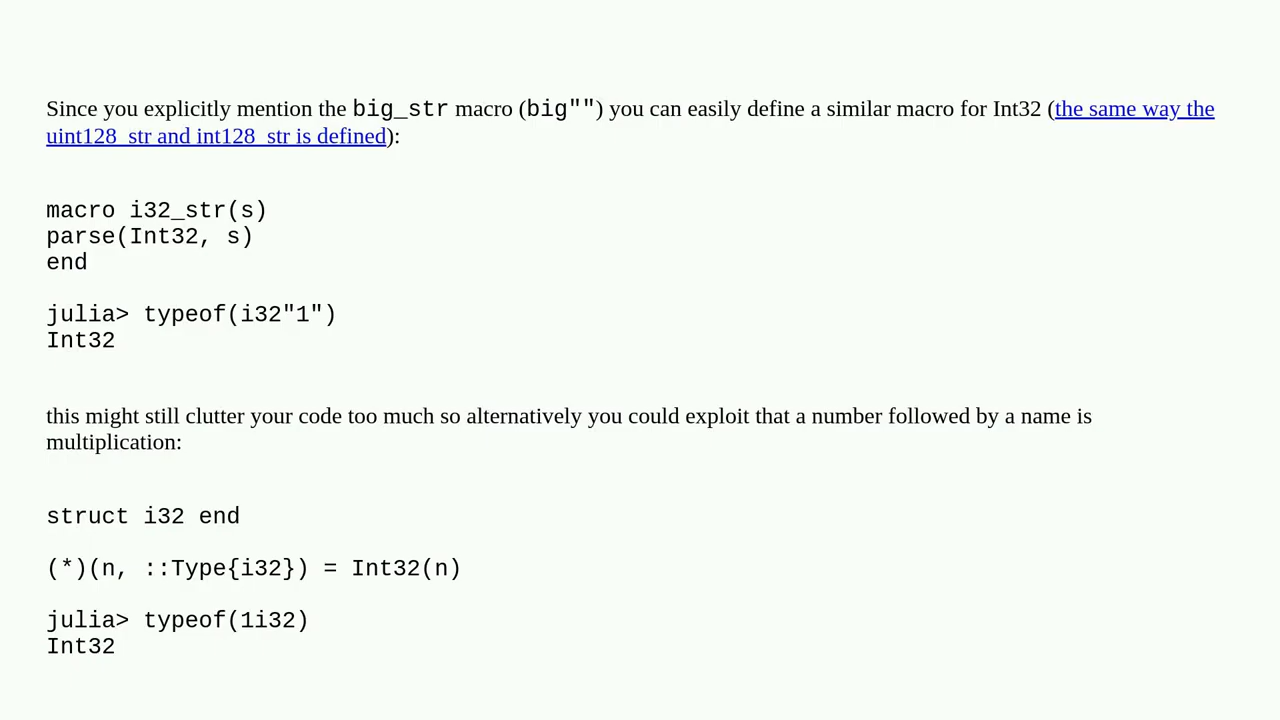 Since you explicitly mention the big_str macro (big"") you can easily define a similar macro for Int32 (the same way the
uint128_str and int128_str is defined):
macro i32_str(s)
parse(Int32, s)
end
julia> typeof(i32"1")
Int32
this might still clutter your code too much so alternatively you could exploit that a number followed by a name is
multiplication:
struct i32 end
(*)(n, ::Type{i32}) = Int32(n)
julia> typeof(1i32)
Int32